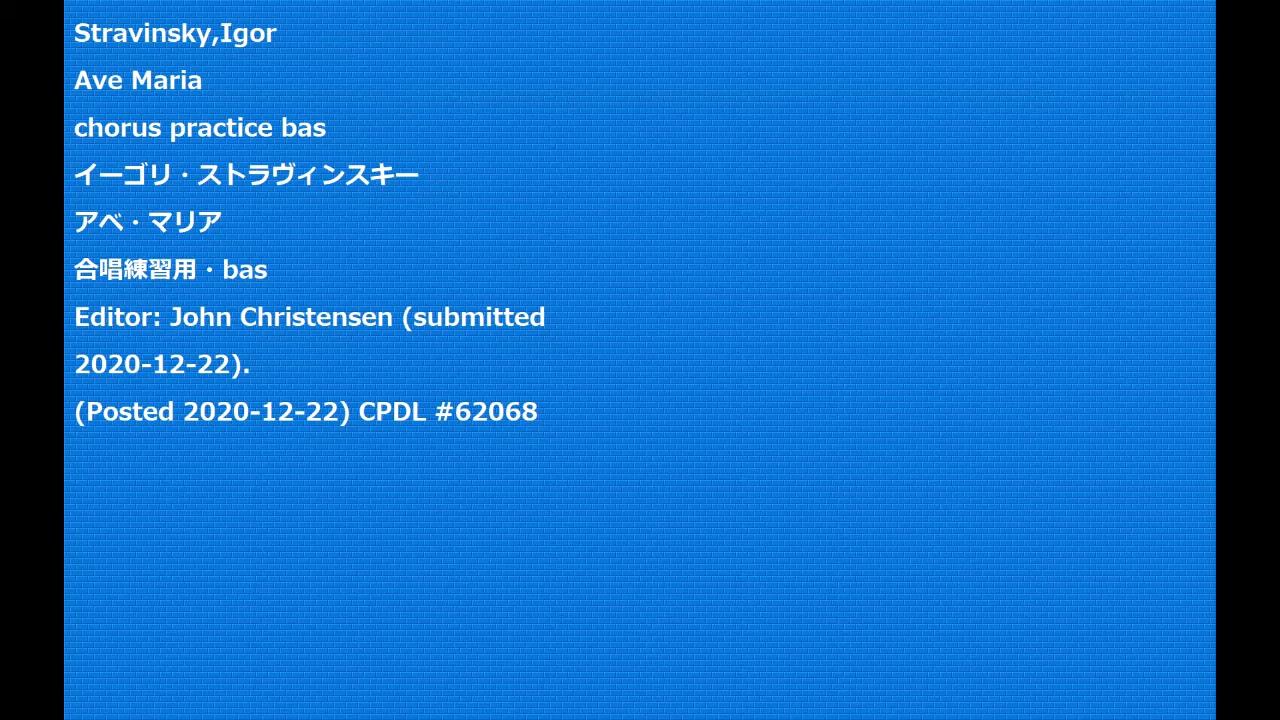 Stravinsky,Igor
Ave Maria
chorus practice bas
イーゴリ・ストラヴィンスキー
アベ・マリア
合唱練習用・bas
Editor: John Christensen (submitted
2020-12-22).
(Posted 2020-12-22) CPDL #62068